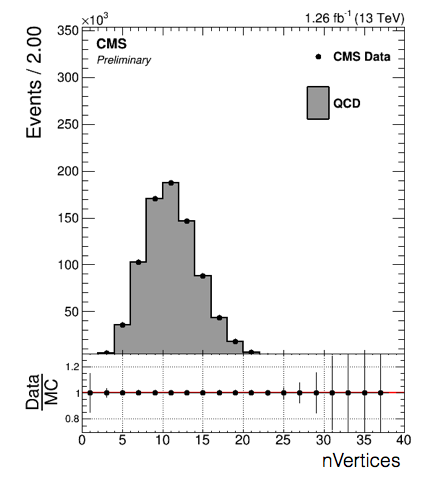 ×10³
1.26 fb⁻¹ (13 TeV)
Events / 2.00
350
300
250
200
150
100
50
CMS
Preliminary
CMS Data
QCD
Data
MC
1.2
1
0.8
0 5 10 15 20 25 30 35 40
nVertices